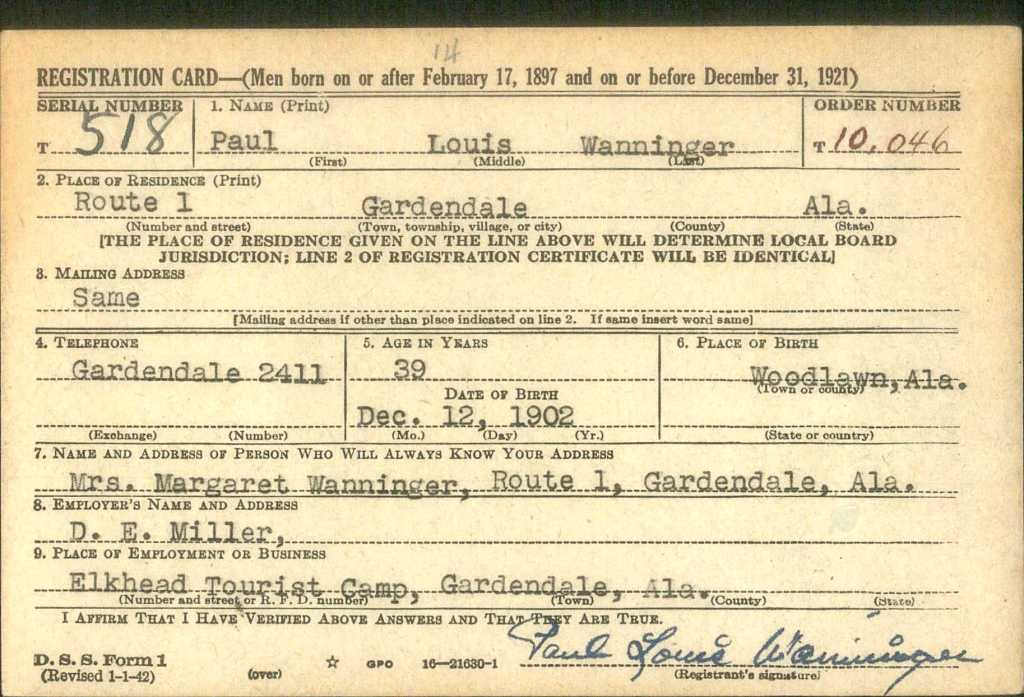 14
REGISTRATION CARD—(Men born on or after February 17, 1897 and on or before December 31, 1921)
SERIAL NUMBER 1. NAME (Print) ORDER NUMBER
T 518 Paul Louis Wanninger T 10,046
(First) (Middle) (Last)
2. PLACE OF RESIDENCE (Print)
Route 1 Gardendale Ala.
(Number and street) (Town, township, village, or city) (County) (State)
[THE PLACE OF RESIDENCE GIVEN ON THE LINE ABOVE WILL DETERMINE LOCAL BOARD
JURISDICTION; LINE 2 OF REGISTRATION CERTIFICATE WILL BE IDENTICAL]
3. MAILING ADDRESS
Same
[Mailing address if other than place indicated on line 2. If same insert word same]
4. TELEPHONE 5. AGE IN YEARS 6. PLACE OF BIRTH
Gardendale 2411 39 Woodlawn,Ala.
(Town or county)
DATE OF BIRTH
Dec. 12, 1902
(Exchange) (Number) (Mo.) (Day) (Yr.) (State or country)
7. NAME AND ADDRESS OF PERSON WHO WILL ALWAYS KNOW YOUR ADDRESS
Mrs. Margaret Wanninger, Route 1, Gardendale, Ala.
8. EMPLOYER'S NAME AND ADDRESS
D. E. Miller,
9. PLACE OF EMPLOYMENT OR BUSINESS
Elkhead Tourist Camp, Gardendale, Ala.
(Number and street or R. F. D. number) (Town) (County) (State)
I AFFIRM THAT I HAVE VERIFIED ABOVE ANSWERS AND THAT THEY ARE TRUE.
Paul Louis Wanninger
D. S. S. Form 1
(Revised 1-1-42) (over) ☆ GPO 16—21630-1 (Registrant's signature)